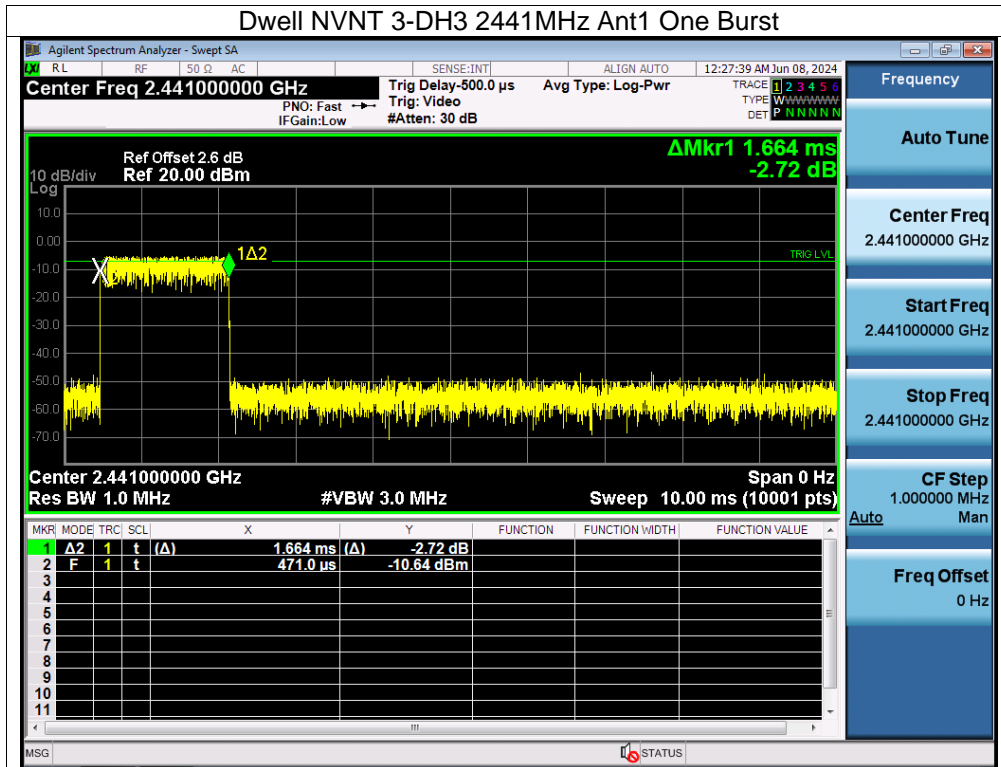 Dwell NVNT 3-DH3 2441MHz Ant1 One Burst
Agilent Spectrum Analyzer - Swept SA
LXI RL RF 50 Ω AC SENSE:INT ALIGN AUTO 12:27:39 AM Jun 08, 2024
Center Freq 2.441000000 GHz
PNO: Fast
IFGain:Low
Trig Delay-500.0 µs
Trig: Video
#Atten: 30 dB
Avg Type: Log-Pwr
TRACE 1 2 3 4 5 6
TYPE WWWWWW
DET P N N N N N
Frequency
ΔMkr1 1.664 ms
-2.72 dB
Ref Offset 2.6 dB
10 dB/div Ref 20.00 dBm
Log
10.0
0.00
-10.0
-20.0
-30.0
-40.0
-50.0
-60.0
-70.0
1Δ2
TRIG LVL
Center 2.441000000 GHz Span 0 Hz
Res BW 1.0 MHz #VBW 3.0 MHz Sweep 10.00 ms (10001 pts)
MKR MODE TRC SCL X Y FUNCTION FUNCTION WIDTH FUNCTION VALUE
1 Δ2 1 t (Δ) 1.664 ms (Δ) -2.72 dB
2 F 1 t 471.0 µs -10.64 dBm
3
4
5
6
7
8
9
10
11
Auto Tune
Center Freq
2.441000000 GHz
Start Freq
2.441000000 GHz
Stop Freq
2.441000000 GHz
CF Step
1.000000 MHz
Auto Man
Freq Offset
0 Hz
MSG STATUS